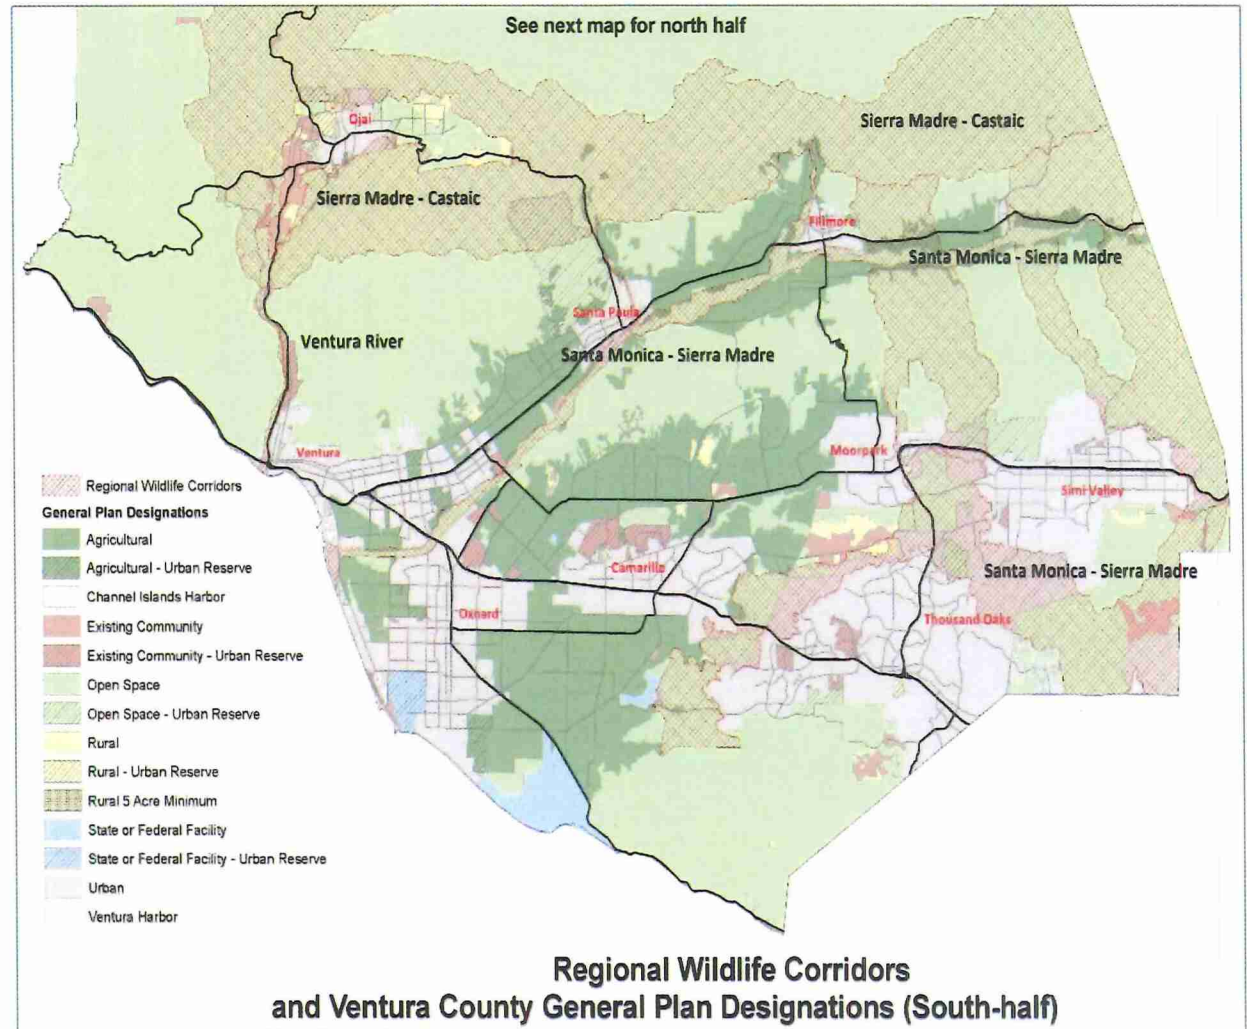 See next map for north half
Ojai
Sierra Madre - Castaic
Sierra Madre - Castaic
Fillmore
Santa Monica - Sierra Madre
Santa Paula
Ventura River
Santa Monica - Sierra Madre
Ventura
Moorpark
Simi Valley
Camarillo
Santa Monica - Sierra Madre
Oxnard
Thousand Oaks
Regional Wildlife Corridors
General Plan Designations
Agricultural
Agricultural - Urban Reserve
Channel Islands Harbor
Existing Community
Existing Community - Urban Reserve
Open Space
Open Space - Urban Reserve
Rural
Rural - Urban Reserve
Rural 5 Acre Minimum
State or Federal Facility
State or Federal Facility - Urban Reserve
Urban
Ventura Harbor
Regional Wildlife Corridors
and Ventura County General Plan Designations (South-half)